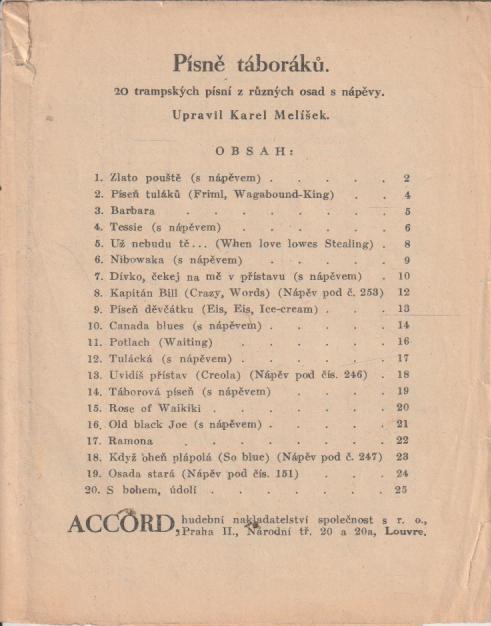 Písně táboráků.
20 trampských písní z různých osad s nápěvy.
Upravil Karel Melíšek.
OBSAH:
1. Zlato pouště (s nápěvem) . . . . . 2
2. Píseň tuláků (Friml, Wagabound-King) . . 4
3. Barbara . . . . . . . . 5
4. Tessie (s nápěvem) . . . . . . 6
5. Už nebudu tě... (When love lowes Stealing) . 8
6. Nibowaka (s nápěvem) . . . . . 9
7. Dívko, čekej na mě v přístavu (s nápěvem) . 10
8. Kapitán Bill (Crazy, Words) (Nápěv pod č. 253) 12
9. Píseň děvčátku (Eis, Eis, Ice-cream) . . . 13
10. Canada blues (s nápěvem) . . . . . 14
11. Potlach (Waiting) . . . . . 16
12. Tulácká (s nápěvem) . . . . . 17
13. Uvidíš přístav (Creola) (Nápěv pod čís. 246) . 18
14. Táborová píseň (s nápěvem) . . . . 19
15. Rose of Waikiki . . . . . . . 20
16. Old black Joe (s nápěvem) . . . . . 21
17. Ramona . . . . . . . 22
18. Když oheň plápolá (So blue) (Nápěv pod č. 247) 23
19. Osada stará (Nápěv pod čís. 151) . . . 24
20. S bohem, údolí . . . . . . . 25
ACCORD, hudební nakladatelství společnost s r. o.,
Praha II., Národní tř. 20 a 20a, Louvre.